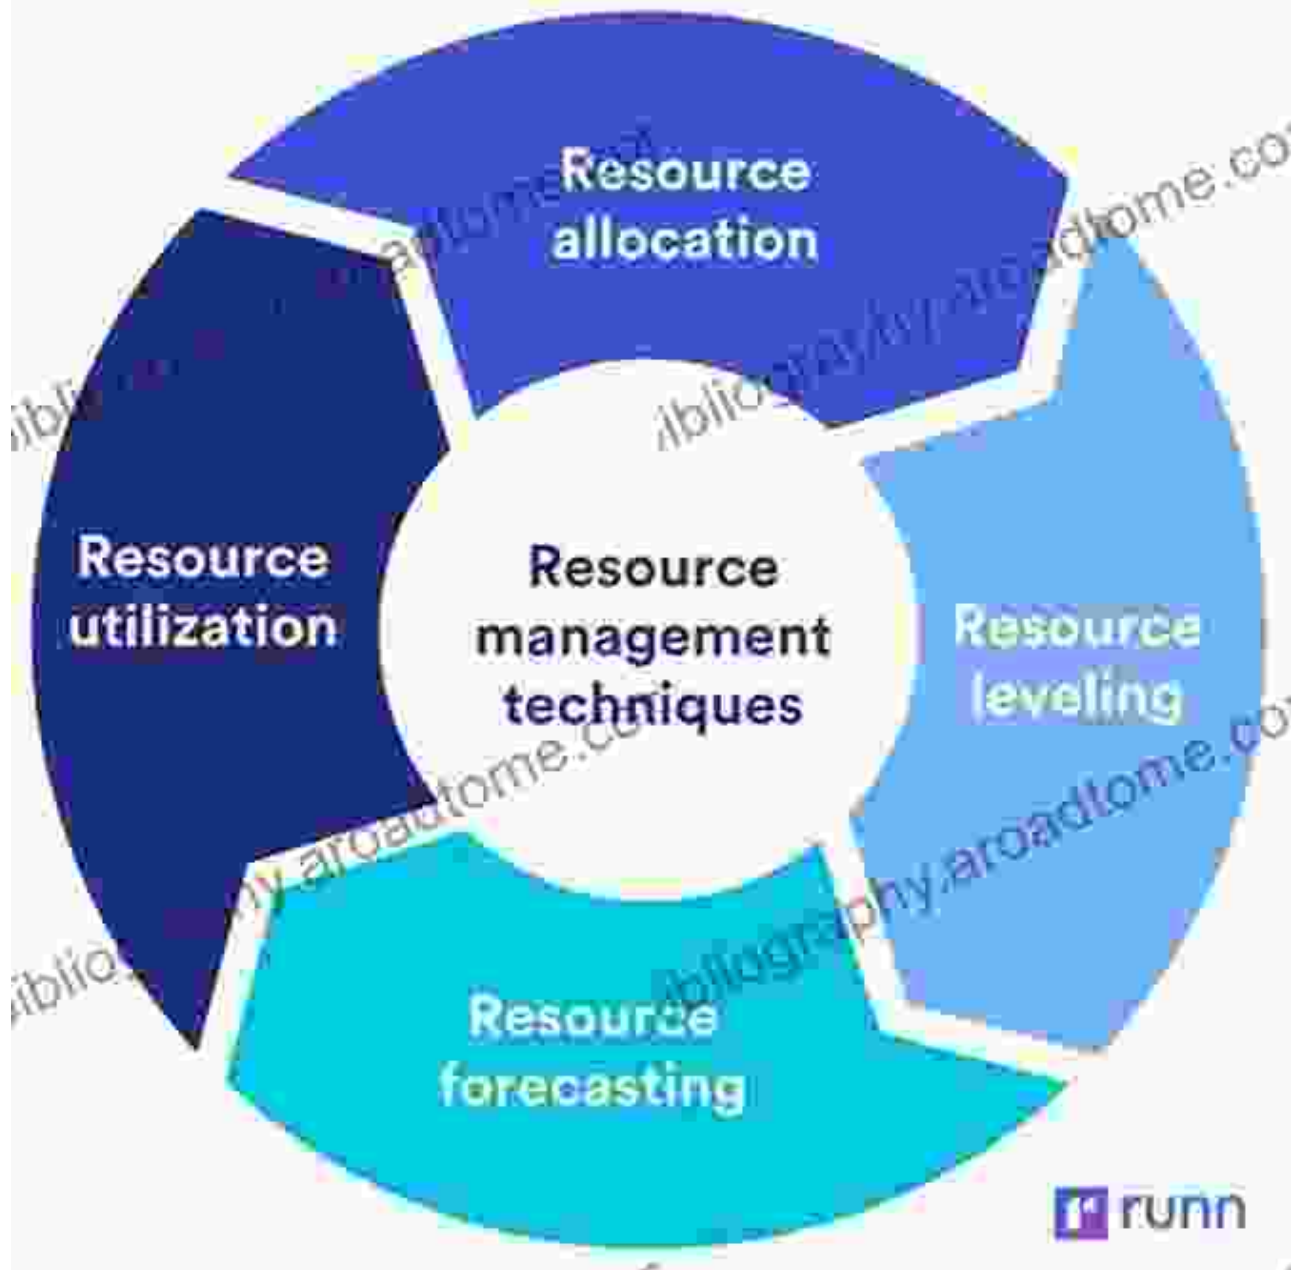 Resource
allocation
Resource
utilization
Resource
management
techniques
Resource
leveling
Resource
forecasting
runn